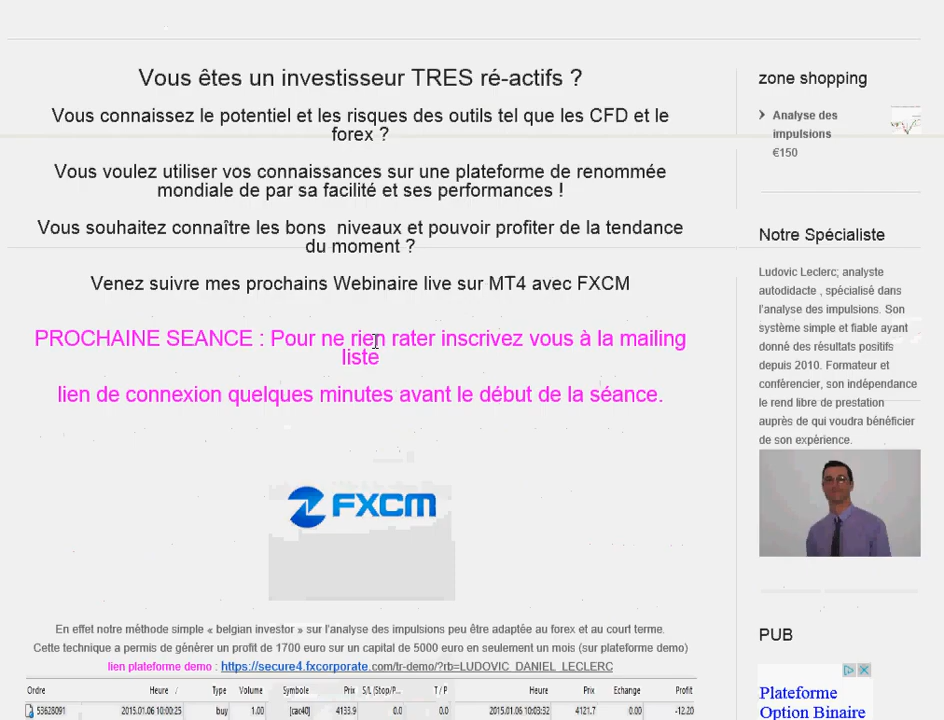 Vous êtes un investisseur TRES ré-actifs ?
Vous connaissez le potentiel et les risques des outils tel que les CFD et le
forex ?
Vous voulez utiliser vos connaissances sur une plateforme de renommée
mondiale de par sa facilité et ses performances !
Vous souhaitez connaître les bons niveaux et pouvoir profiter de la tendance
du moment ?
Venez suivre mes prochains Webinaire live sur MT4 avec FXCM
PROCHAINE SEANCE : Pour ne rien rater inscrivez vous à la mailing
liste
lien de connexion quelques minutes avant le début de la séance.
FXCM
En effet notre méthode simple « belgian investor » sur l'analyse des impulsions peu être adaptée au forex et au court terme.
Cette technique a permis de générer un profit de 1700 euro sur un capital de 5000 euro en seulement un mois (sur plateforme demo)
lien plateforme demo : https://secure4.fxcorporate.com/tr-demo/?rb=LUDOVIC_DANIEL_LECLERC
Ordre Heure / Type Volume Symbole Prix S/L (Stop/P... T / P Heure Prix Echange Profit
53628091 2015.01.06 10:00:25 buy 1.00 [cac40] 4133.9 0.0 0.0 2015.01.06 10:03:32 4121.7 0.00 -12.20
zone shopping
Analyse des
impulsions
€150
Notre Spécialiste
Ludovic Leclerc; analyste
autodidacte , spécialisé dans
l'analyse des impulsions. Son
système simple et fiable ayant
donné des résultats positifs
depuis 2010. Formateur et
conférencier, son indépendance
le rend libre de prestation
auprès de qui voudra bénéficier
de son expérience.
PUB
Plateforme
Option Binaire